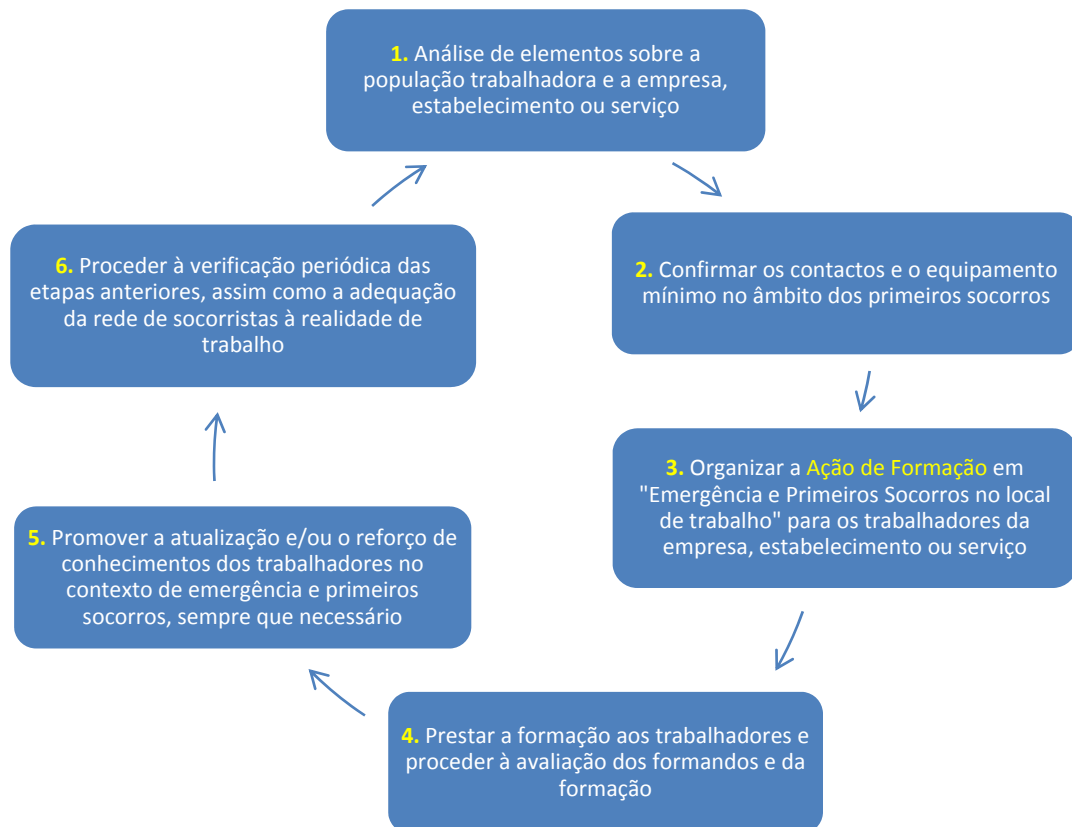 1. Análise de elementos sobre a
população trabalhadora e a empresa,
estabelecimento ou serviço
2. Confirmar os contactos e o equipamento
mínimo no âmbito dos primeiros socorros
3. Organizar a Ação de Formação em
"Emergência e Primeiros Socorros no local
de trabalho" para os trabalhadores da
empresa, estabelecimento ou serviço
4. Prestar a formação aos trabalhadores e
proceder à avaliação dos formandos e da
formação
5. Promover a atualização e/ou o reforço de
conhecimentos dos trabalhadores no
contexto de emergência e primeiros
socorros, sempre que necessário
6. Proceder à verificação periódica das
etapas anteriores, assim como a adequação
da rede de socorristas à realidade de
trabalho